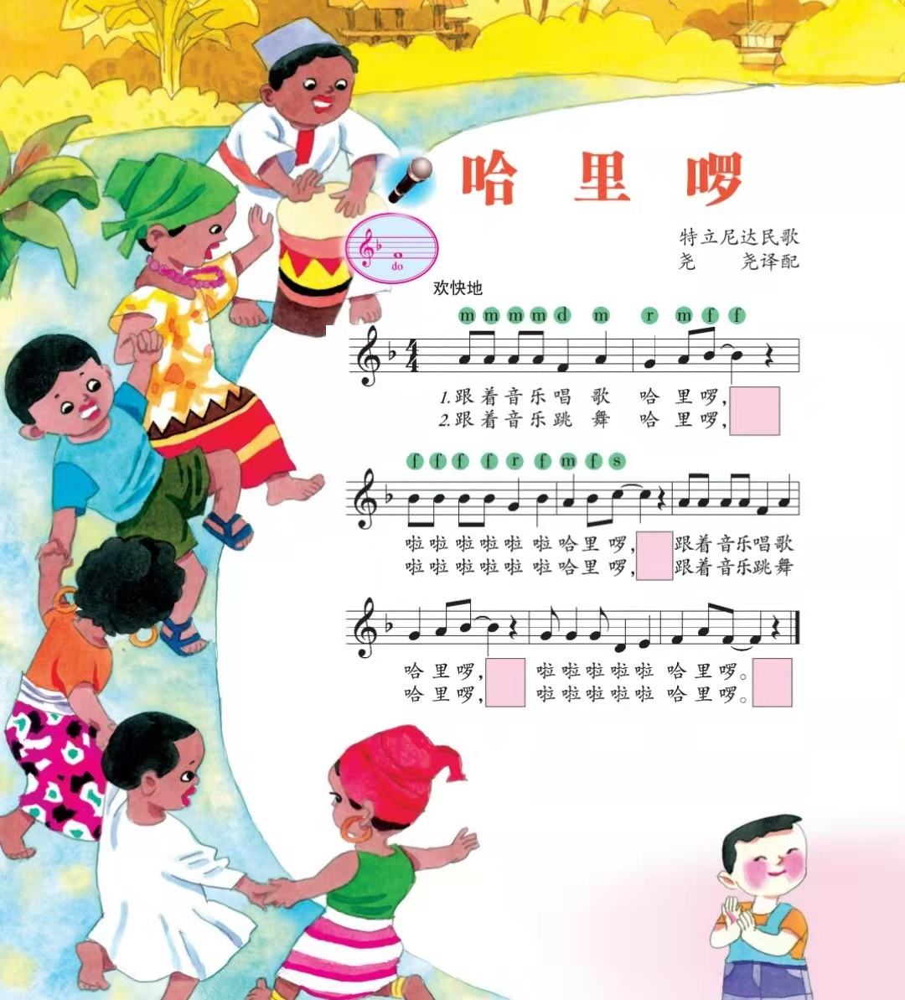 哈里啰
特立尼达民歌
尧 尧译配
do
欢快地
m m m m d m r m f f
4/4
1.跟着音乐唱歌 哈里啰,
2.跟着音乐跳舞 哈里啰,
f f f f r f m f s
啦啦啦啦啦啦哈里啰, 跟着音乐唱歌
啦啦啦啦啦啦哈里啰, 跟着音乐跳舞
哈里啰, 啦啦啦啦啦 哈里啰。
哈里啰, 啦啦啦啦啦 哈里啰。